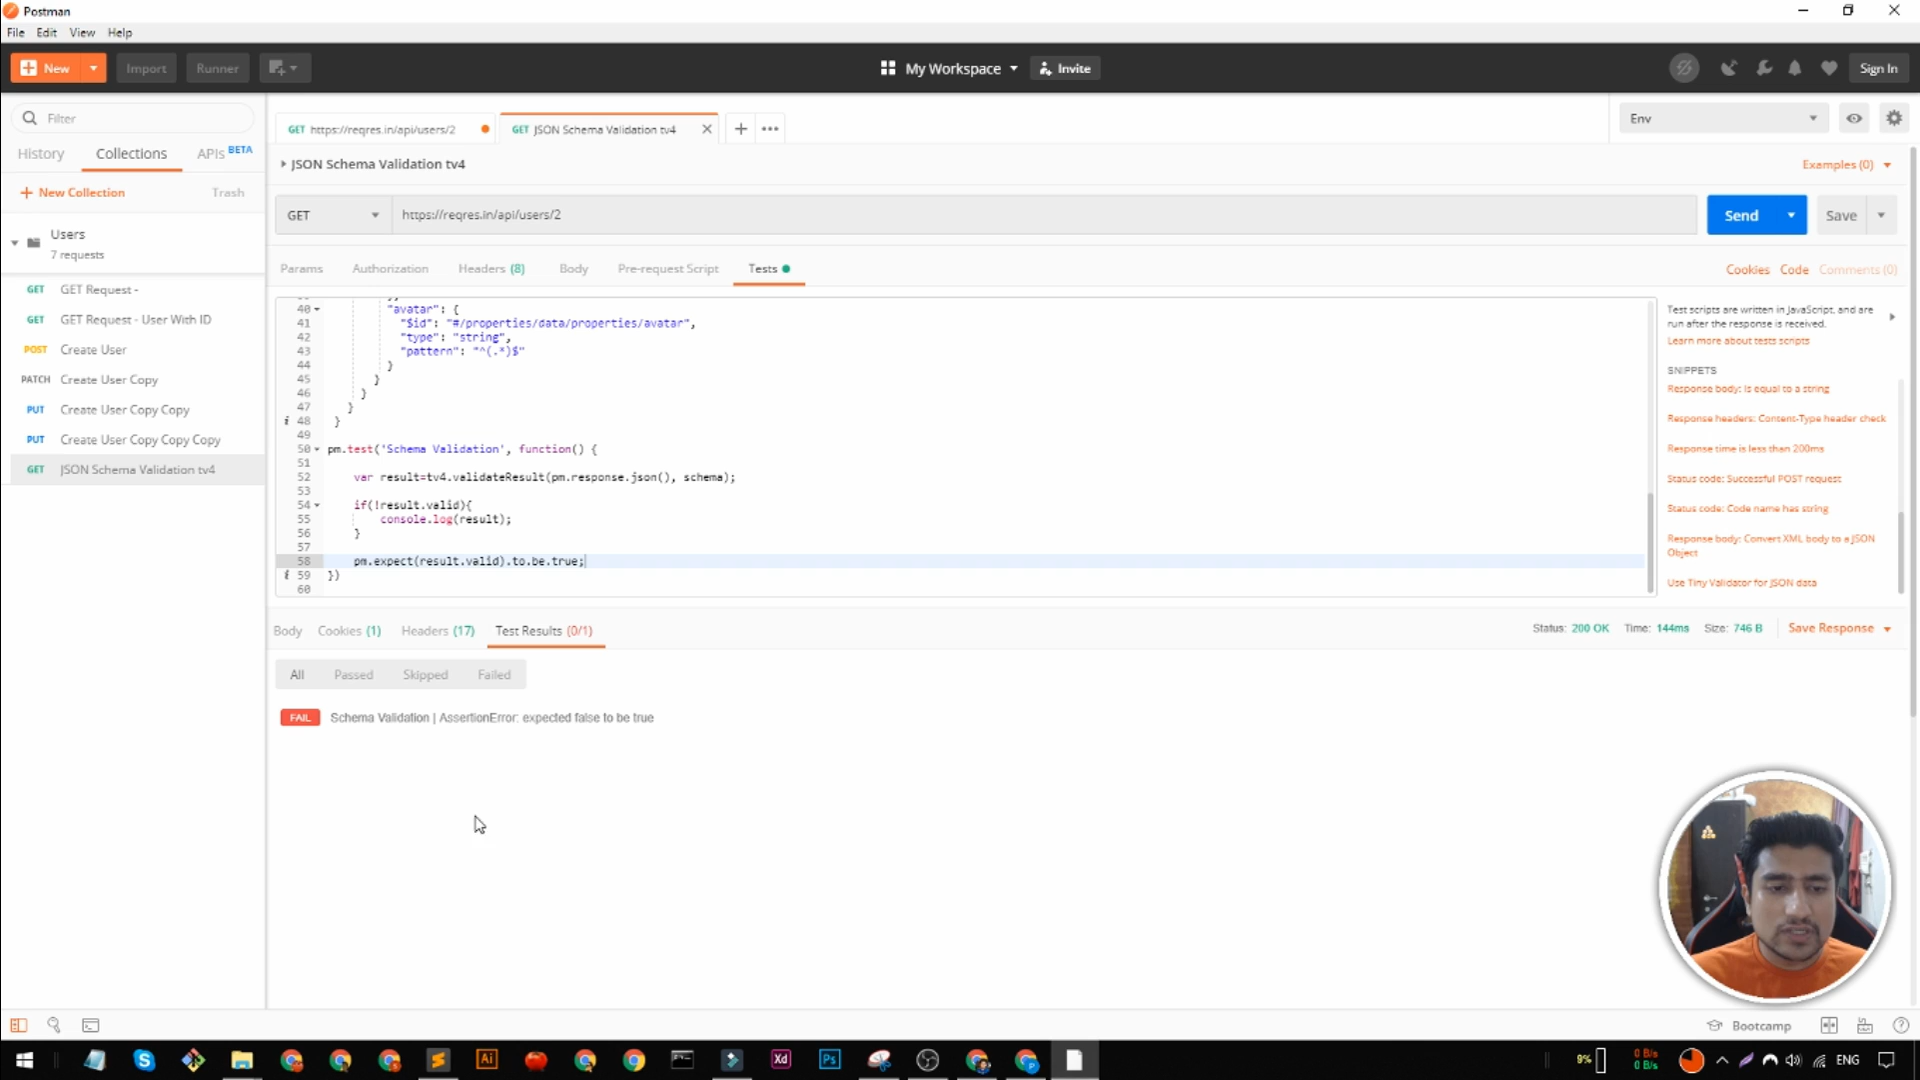 Postman
File Edit View Help
New Import Runner My Workspace Invite Sign In
Filter
GET https://reqres.in/api/users/2 GET JSON Schema Validation tv4 Env
History Collections APIs BETA
JSON Schema Validation tv4 Examples (0)
New Collection Trash
GET https://reqres.in/api/users/2 Send Save
Users
7 requests
Params Authorization Headers (8) Body Pre-request Script Tests Cookies Code Comments (0)
GET GET Request -
GET GET Request - User With ID
POST Create User
PATCH Create User Copy
PUT Create User Copy Copy
PUT Create User Copy Copy Copy
GET JSON Schema Validation tv4
40 "avatar": {
41 "$id": "#/properties/data/properties/avatar",
42 "type": "string",
43 "pattern": "^(.*)$"
44 }
45 }
46 }
47 }
i 48 }
49
50 pm.test('Schema Validation', function() {
51
52 var result=tv4.validateResult(pm.response.json(), schema);
53
54 if(!result.valid){
55 console.log(result);
56 }
57
58 pm.expect(result.valid).to.be.true;
i 59 })
60
Test scripts are written in JavaScript, and are
run after the response is received.
Learn more about tests scripts
SNIPPETS
Response body: Is equal to a string
Response headers: Content-Type header check
Response time is less than 200ms
Status code: Successful POST request
Status code: Code name has string
Response body: Convert XML body to a JSON
Object
Use Tiny Validator for JSON data
Body Cookies (1) Headers (17) Test Results (0/1) Status: 200 OK Time: 144ms Size: 746 B Save Response
All Passed Skipped Failed
FAIL Schema Validation | AssertionError: expected false to be true
Bootcamp
Ai Xd Ps 9% 0 B/s
0 B/s
ENG